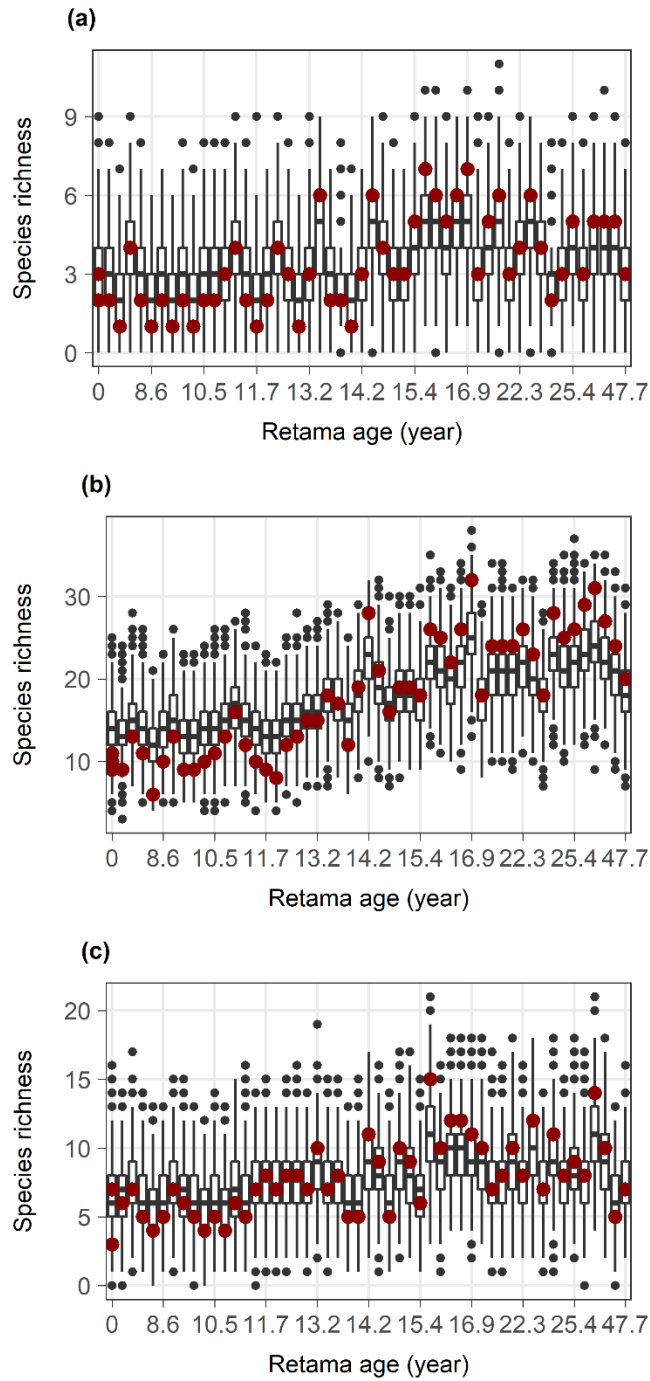 (a)
Species richness
9
6
3
0
0 8.6 10.5 11.7 13.2 14.2 15.4 16.9 22.3 25.4 47.7
Retama age (year)
(b)
Species richness
30
20
10
0 8.6 10.5 11.7 13.2 14.2 15.4 16.9 22.3 25.4 47.7
Retama age (year)
(c)
Species richness
20
15
10
5
0
0 8.6 10.5 11.7 13.2 14.2 15.4 16.9 22.3 25.4 47.7
Retama age (year)